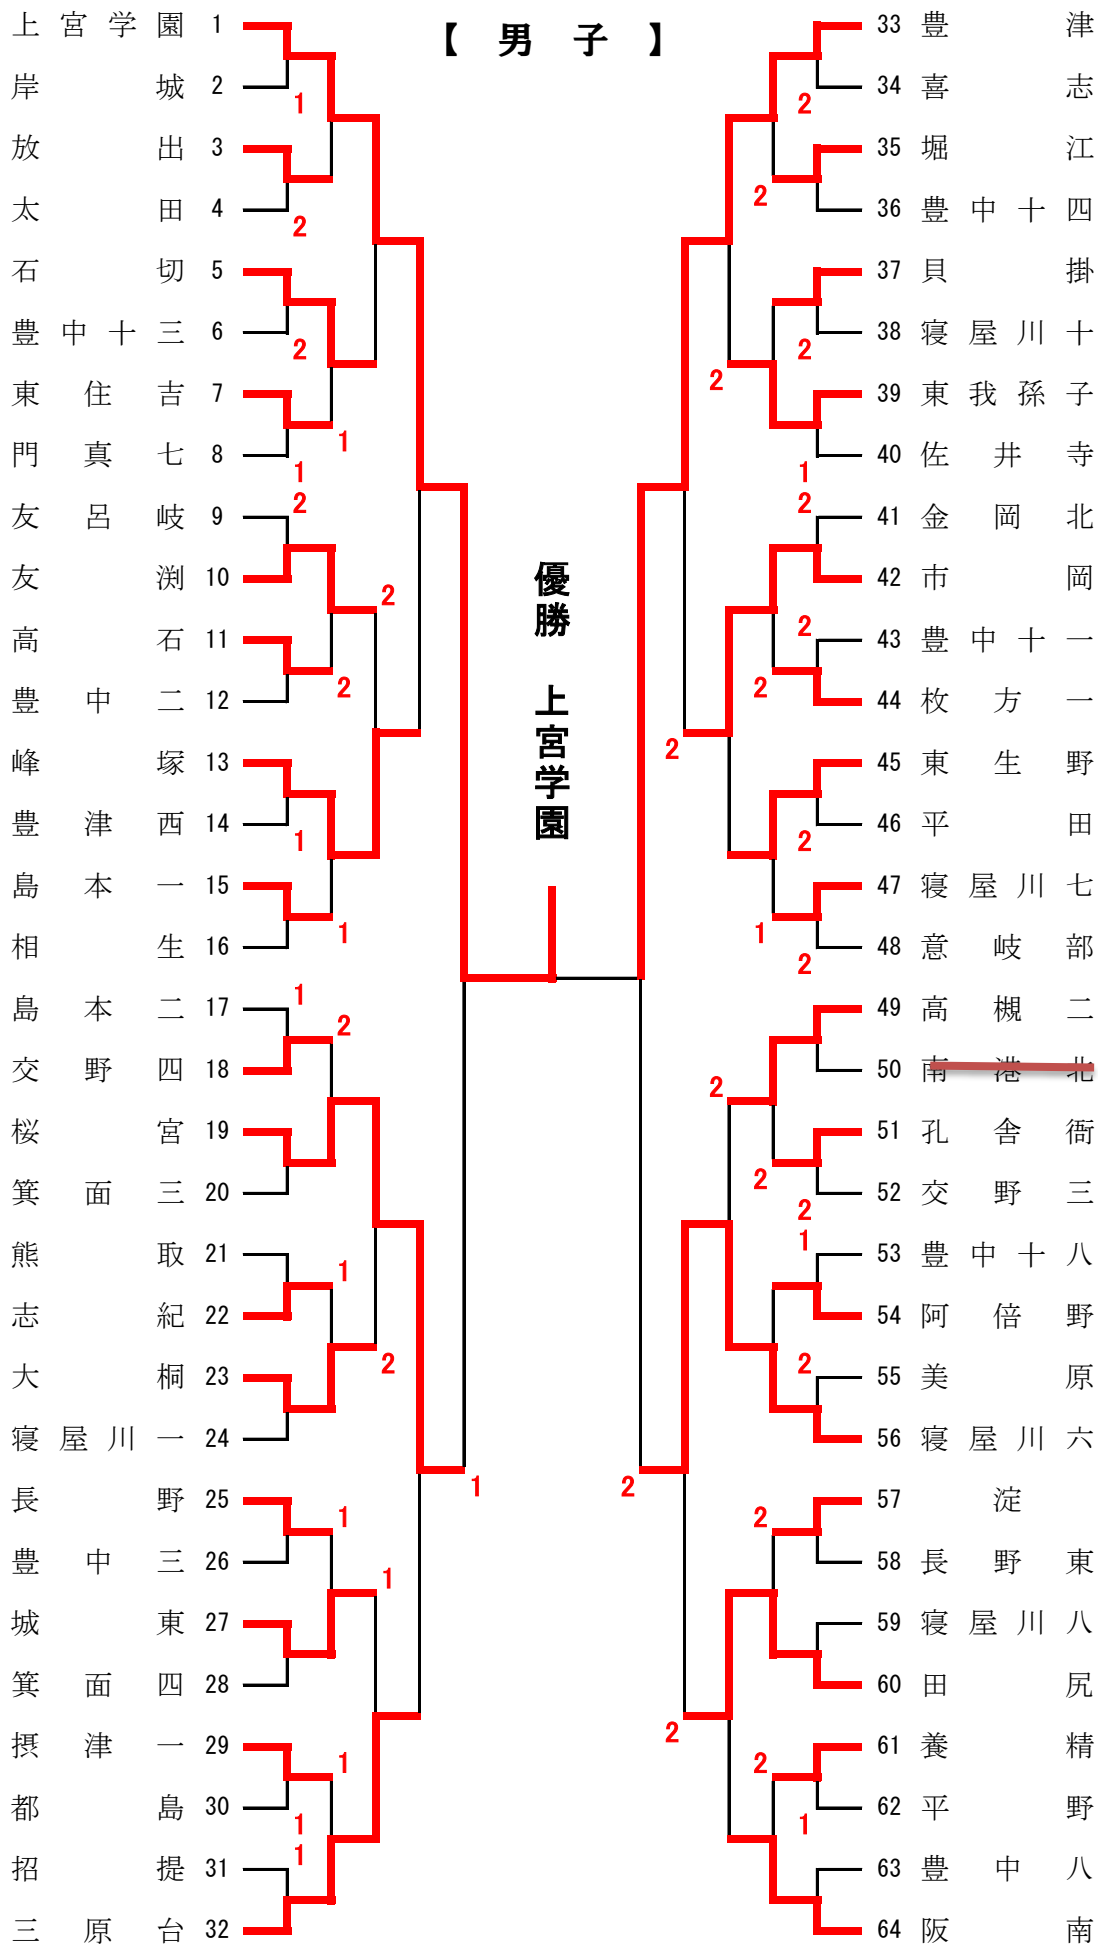 【 男 子 】
上宮学園 1
岸城 2
1
放出 3
太田 4
2
石切 5
豊中十三 6
2
東住吉 7
1
門真七 8
1
2
友呂岐 9
友渕 10
2
高石 11
2
豊中二 12
峰塚 13
豊津西 14
1
島本一 15
1
相生 16
1
島本二 17
2
交野四 18
桜宮 19
箕面三 20
熊取 21
1
志紀 22
2
大桐 23
寝屋川一 24
1
長野 25
1
豊中三 26
1
城東 27
箕面四 28
摂津一 29
1
都島 30
1
1
招提 31
三原台 32
優勝 上宮学園
33 豊津
34 喜志
2
35 堀江
2
36 豊中十四
37 貝掛
38 寝屋川十
2
2
39 東我孫子
40 佐井寺
1
2
41 金岡北
42 市岡
2
43 豊中十一
2
44 枚方一
2
45 東生野
46 平田
2
47 寝屋川七
1
48 意岐部
2
49 高槻二
50 南港北
2
51 孔舎衙
2
52 交野三
2
1
53 豊中十八
54 阿倍野
2
55 美原
56 寝屋川六
2
57 淀
2
58 長野東
59 寝屋川八
60 田尻
2
61 養精
2
62 平野
1
63 豊中八
64 阪南